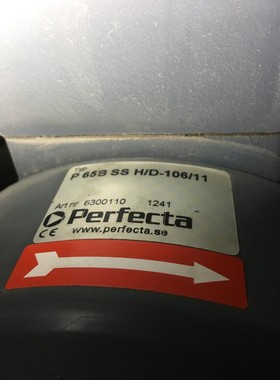 Typ
P 65B SS H/D-106/11
Art nr 6300110 1241
Perfecta
www.perfecta.se
CE